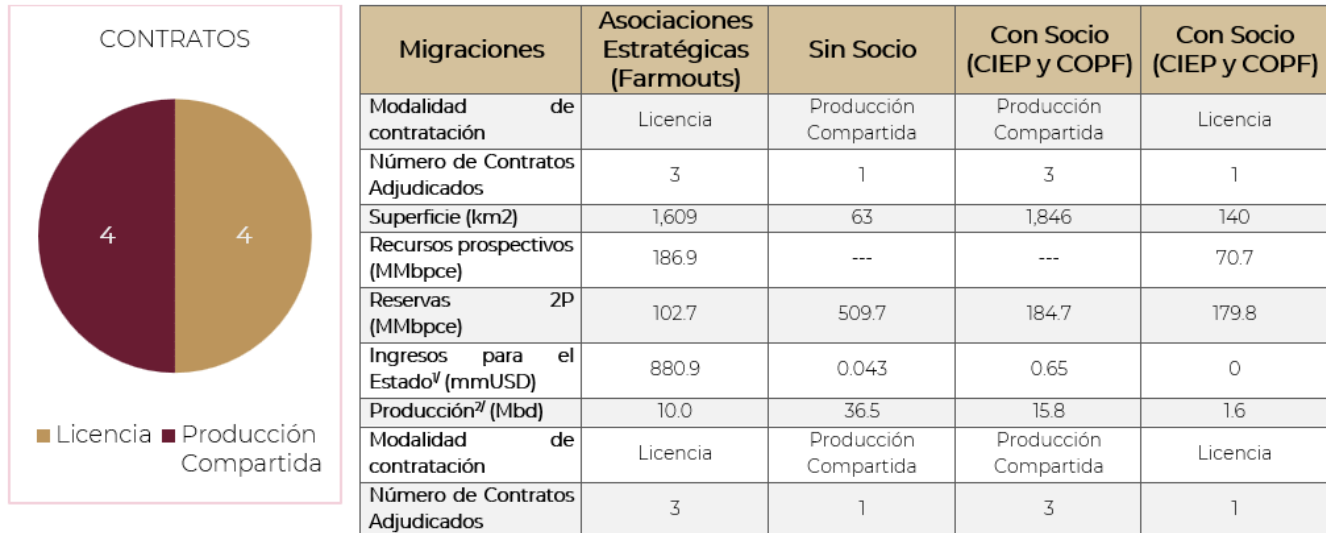 CONTRATOS
4
4
Licencia Producción
Compartida
Migraciones
Asociaciones
Estratégicas
(Farmouts)
Sin Socio
Con Socio
(CIEP y COPF)
Con Socio
(CIEP y COPF)
Modalidad de
contratación
Licencia
Producción
Compartida
Producción
Compartida
Licencia
Número de Contratos
Adjudicados
3
1
3
1
Superficie (km2)
1,609
63
1,846
140
Recursos prospectivos
(MMbpce)
186.9
---
---
70.7
Reservas 2P
(MMbpce)
102.7
509.7
184.7
179.8
Ingresos para el
Estado¹/ (mmUSD)
880.9
0.043
0.65
0
Producción²/ (Mbd)
10.0
36.5
15.8
1.6
Modalidad de
contratación
Licencia
Producción
Compartida
Producción
Compartida
Licencia
Número de Contratos
Adjudicados
3
1
3
1